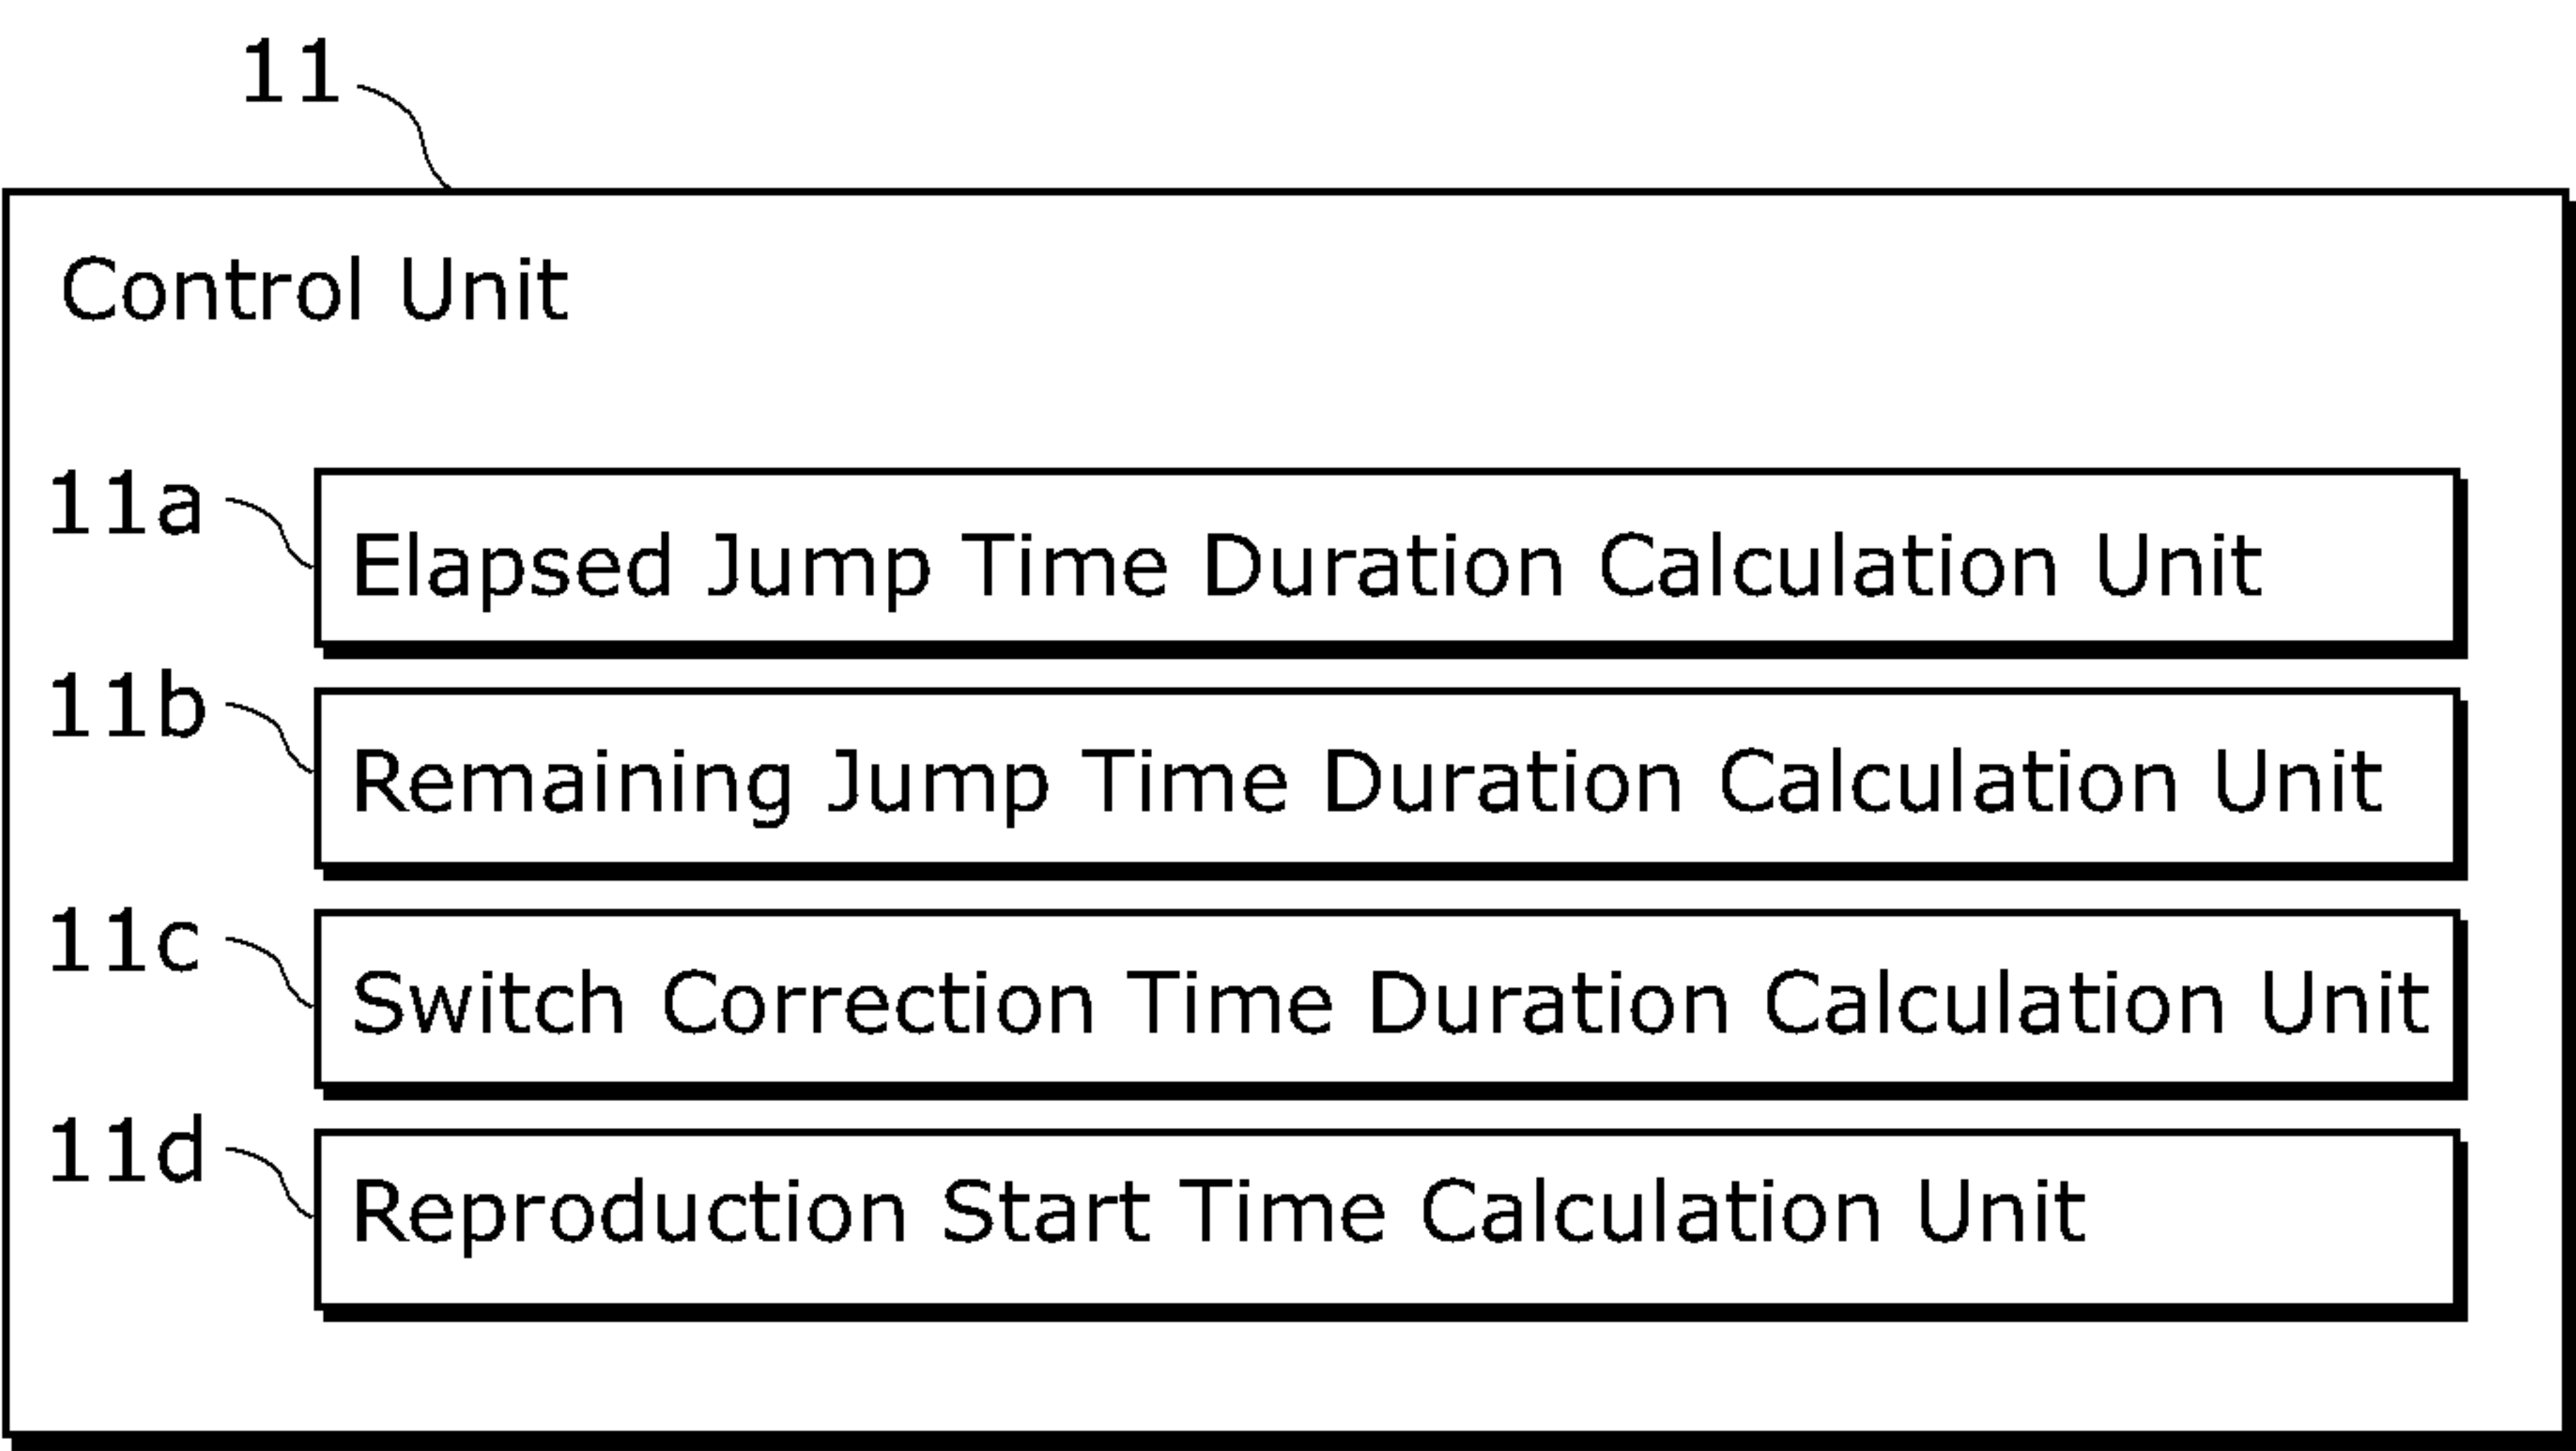 11
Control Unit
11a
Elapsed Jump Time Duration Calculation Unit
11b
Remaining Jump Time Duration Calculation Unit
11c
Switch Correction Time Duration Calculation Unit
11d
Reproduction Start Time Calculation Unit